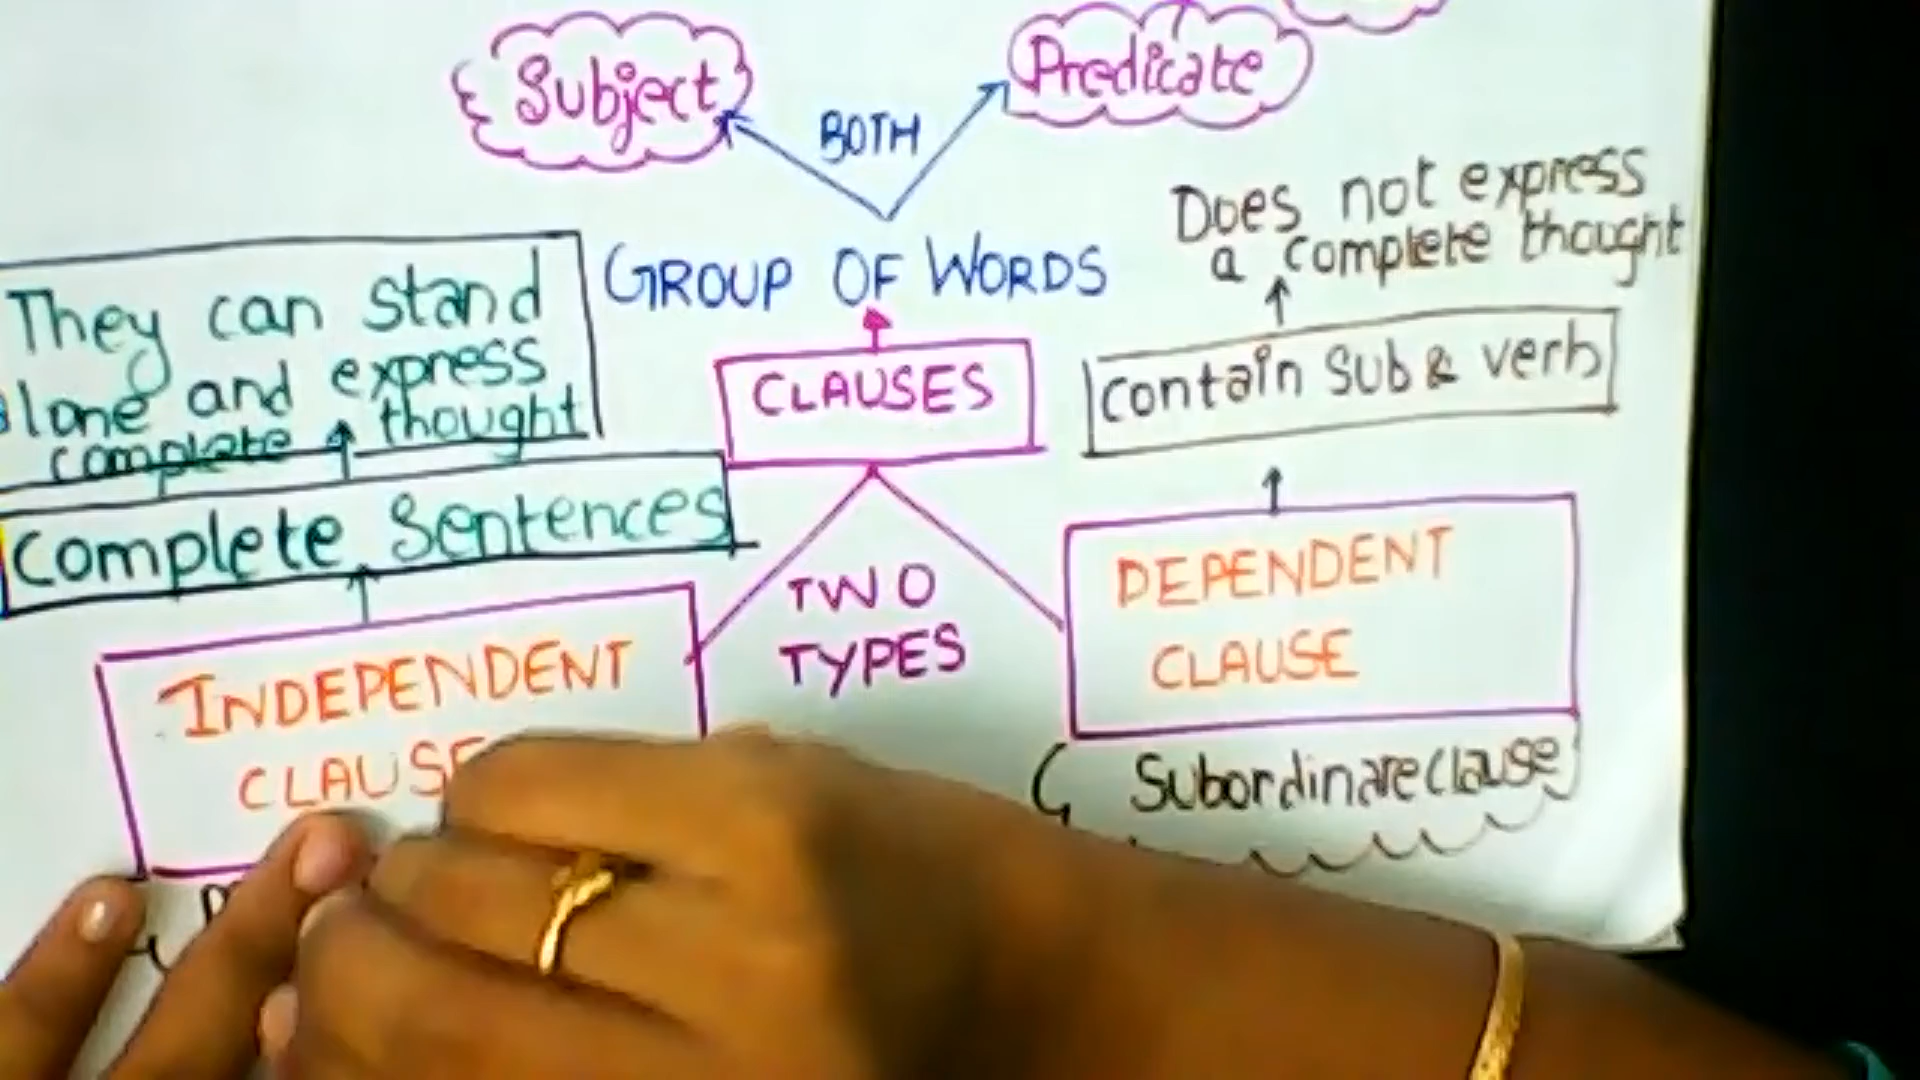 Subject
Predicate
BOTH
Does not express
a complete thought
GROUP OF WORDS
They can stand
alone and express
complete thought
CLAUSES
contain sub & verb
Complete Sentences
TWO
TYPES
DEPENDENT
CLAUSE
INDEPENDENT
CLAUSE
Subordinareclause